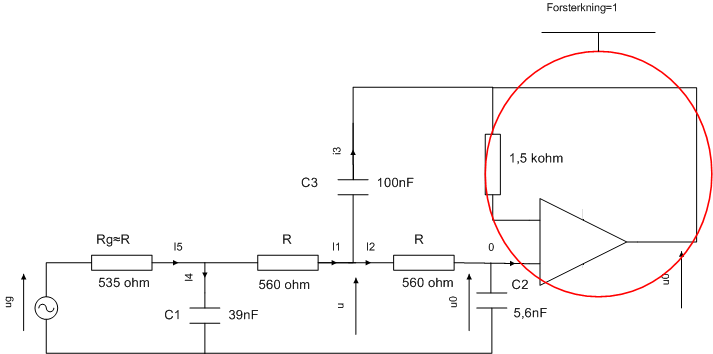 Forsterkning=1
1,5 kohm
i3
C3
100nF
Rg≈R
I5
R
I1
I2
R
0
I4
535 ohm
560 ohm
560 ohm
C2
ug
C1
39nF
u
u0
5,6nF
u0